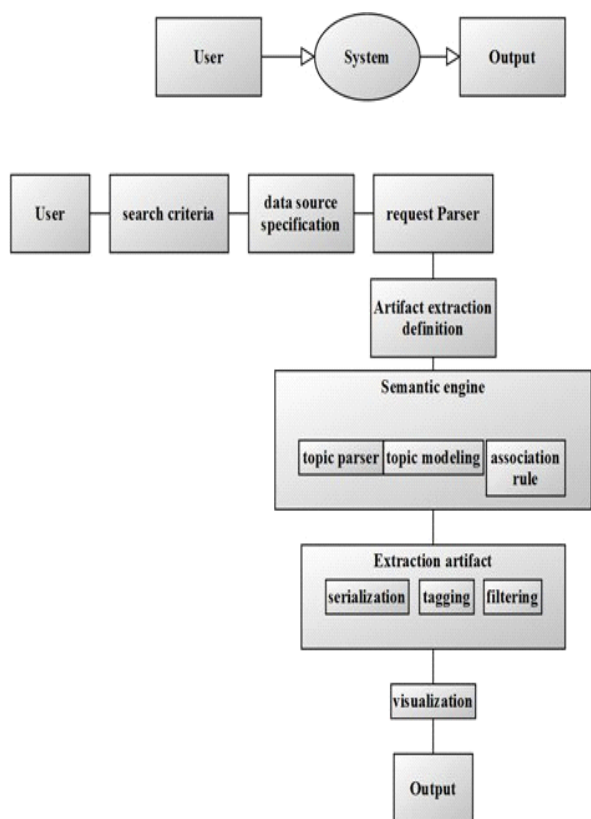 User
System
Output
User
search criteria
data source
specification
request Parser
Artifact extraction
definition
Semantic engine
topic parser
topic modeling
association
rule
Extraction artifact
serialization
tagging
filtering
visualization
Output